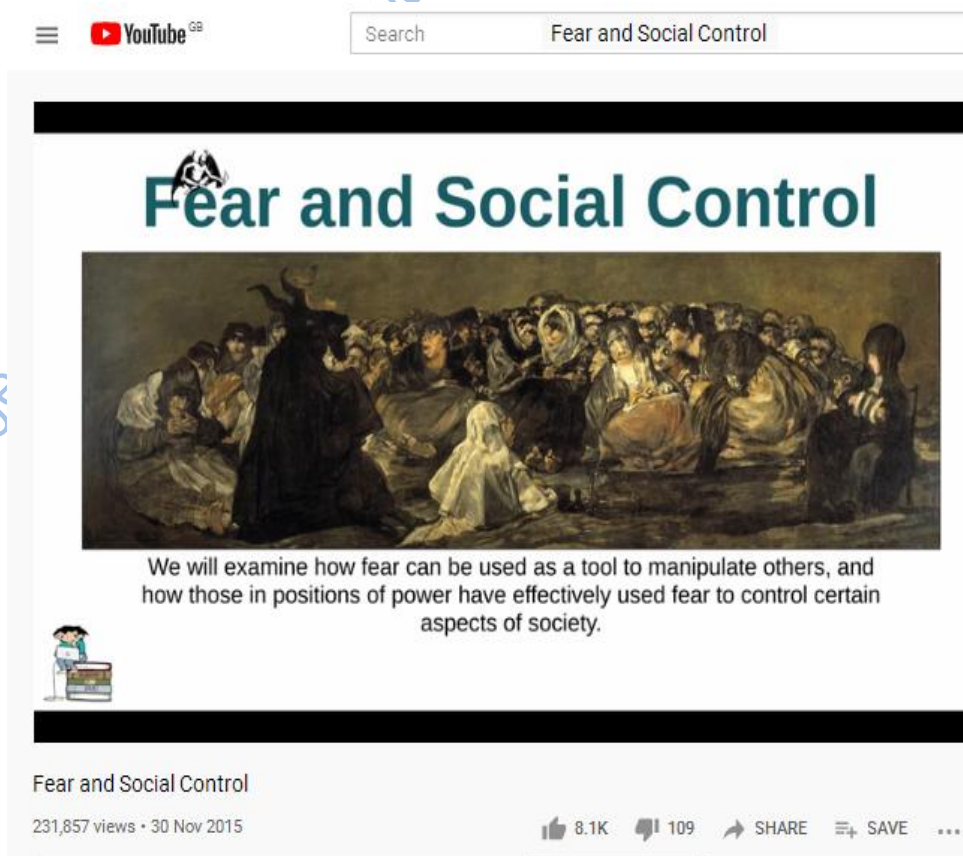 YouTube GB
Search Fear and Social Control
Fear and Social Control
We will examine how fear can be used as a tool to manipulate others, and
how those in positions of power have effectively used fear to control certain
aspects of society.
Fear and Social Control
231,857 views • 30 Nov 2015 8.1K 109 SHARE SAVE ...